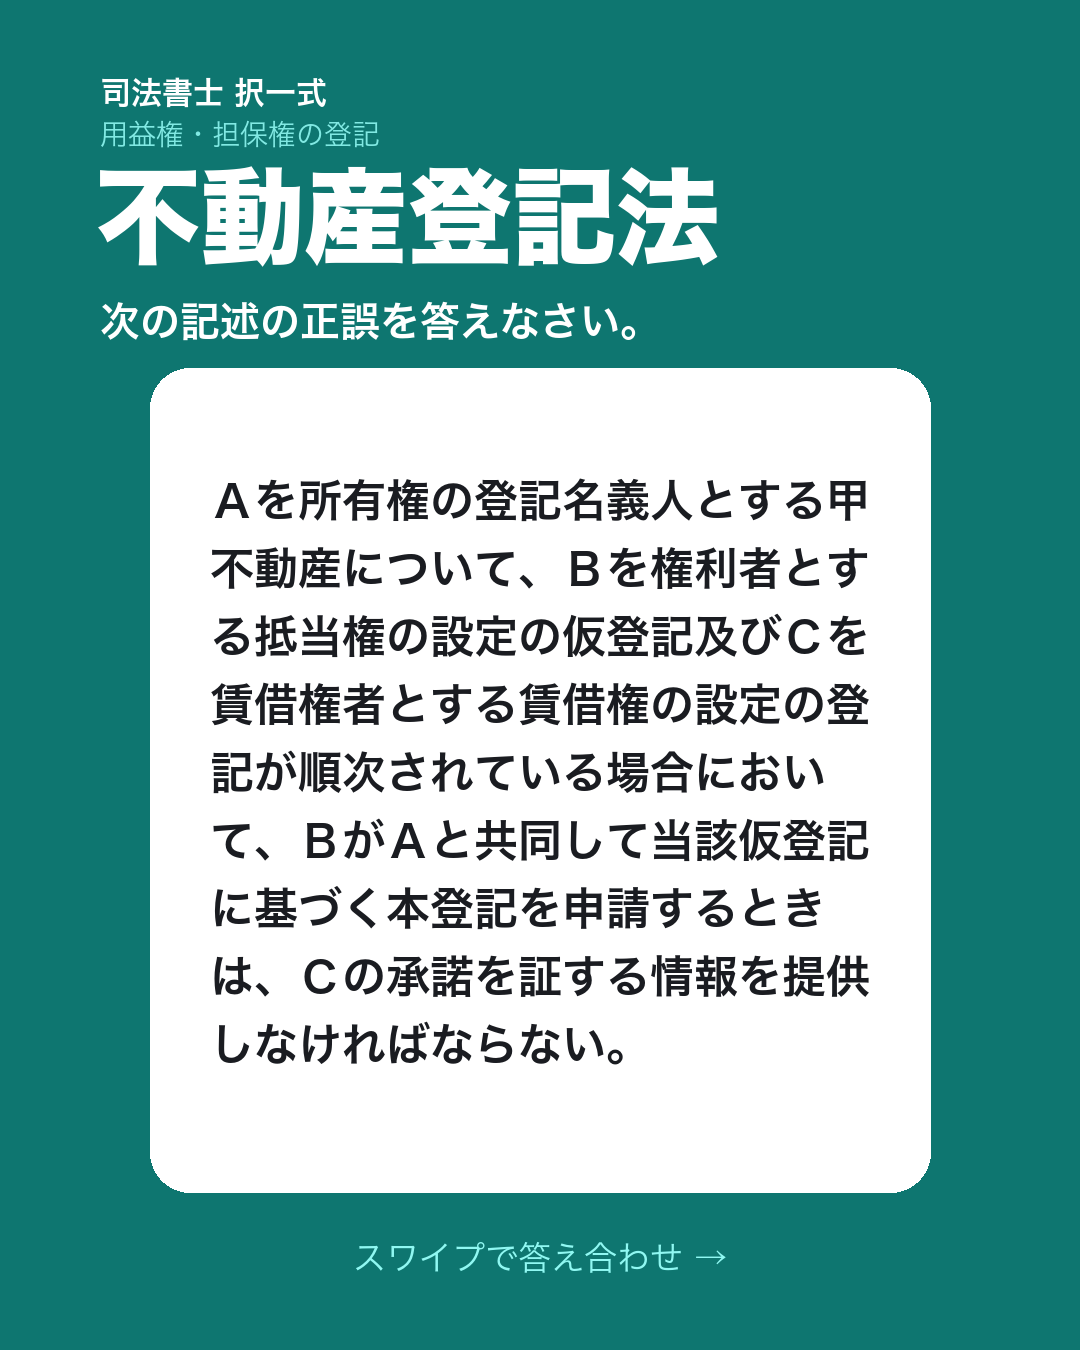 司法書士 択一式
用益権・担保権の登記
不動産登記法
次の記述の正誤を答えなさい。
Ａを所有権の登記名義人とする甲
不動産について、Ｂを権利者とす
る抵当権の設定の仮登記及びＣを
賃借権者とする賃借権の設定の登
記が順次されている場合におい
て、ＢがＡと共同して当該仮登記
に基づく本登記を申請するとき
は、Ｃの承諾を証する情報を提供
しなければならない。
スワイプで答え合わせ →